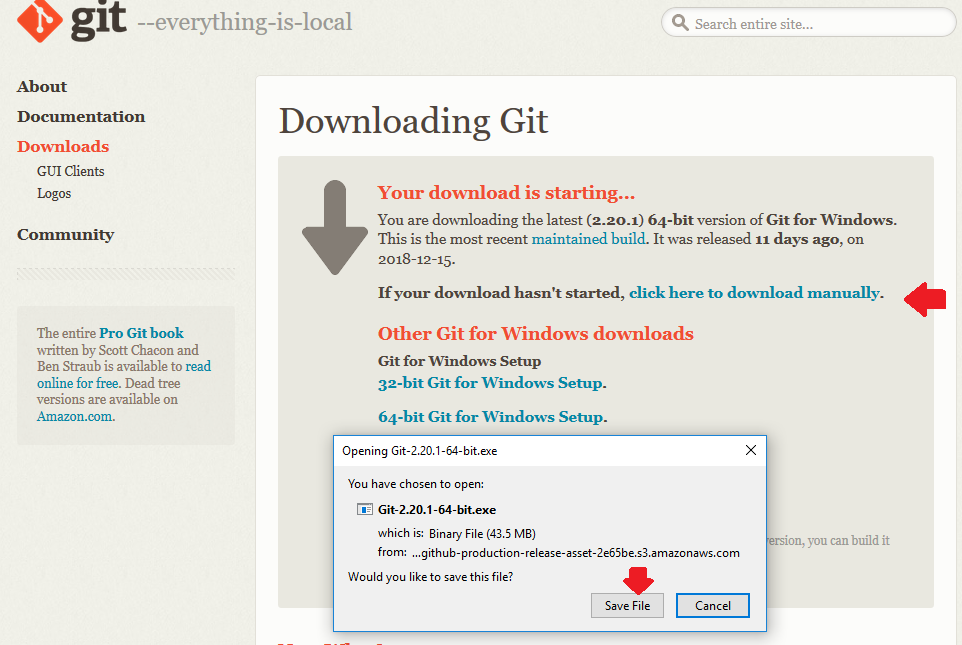 git --everything-is-local
Search entire site...
About
Documentation
Downloads
GUI Clients
Logos
Community
The entire Pro Git book
written by Scott Chacon and
Ben Straub is available to read
online for free. Dead tree
versions are available on
Amazon.com.
Downloading Git
Your download is starting...
You are downloading the latest (2.20.1) 64-bit version of Git for Windows.
This is the most recent maintained build. It was released 11 days ago, on
2018-12-15.
If your download hasn't started, click here to download manually.
Other Git for Windows downloads
Git for Windows Setup
32-bit Git for Windows Setup.
64-bit Git for Windows Setup.
version, you can build it
Opening Git-2.20.1-64-bit.exe
You have chosen to open:
Git-2.20.1-64-bit.exe
which is: Binary File (43.5 MB)
from: ...github-production-release-asset-2e65be.s3.amazonaws.com
Would you like to save this file?
Save File
Cancel